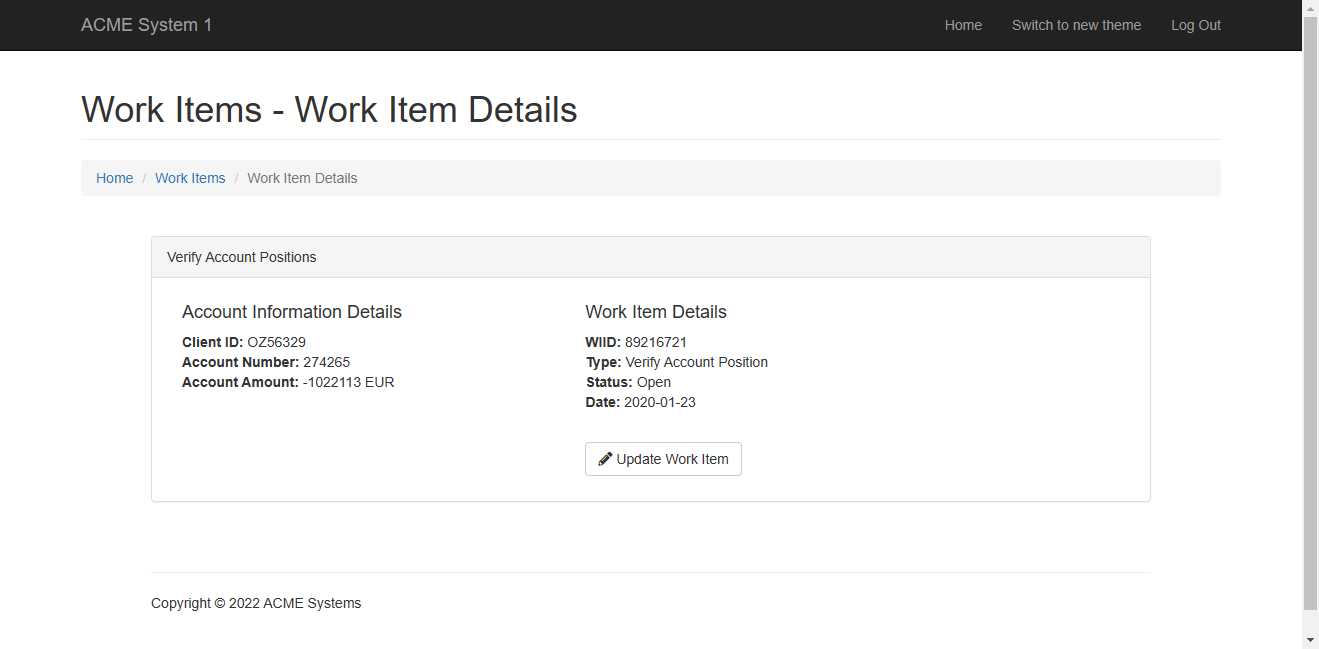 ACME System 1 Home Switch to new theme Log Out
Work Items - Work Item Details
Home / Work Items / Work Item Details
Verify Account Positions
Account Information Details
Client ID: OZ56329
Account Number: 274265
Account Amount: -1022113 EUR
Work Item Details
WIID: 89216721
Type: Verify Account Position
Status: Open
Date: 2020-01-23
Update Work Item
Copyright © 2022 ACME Systems